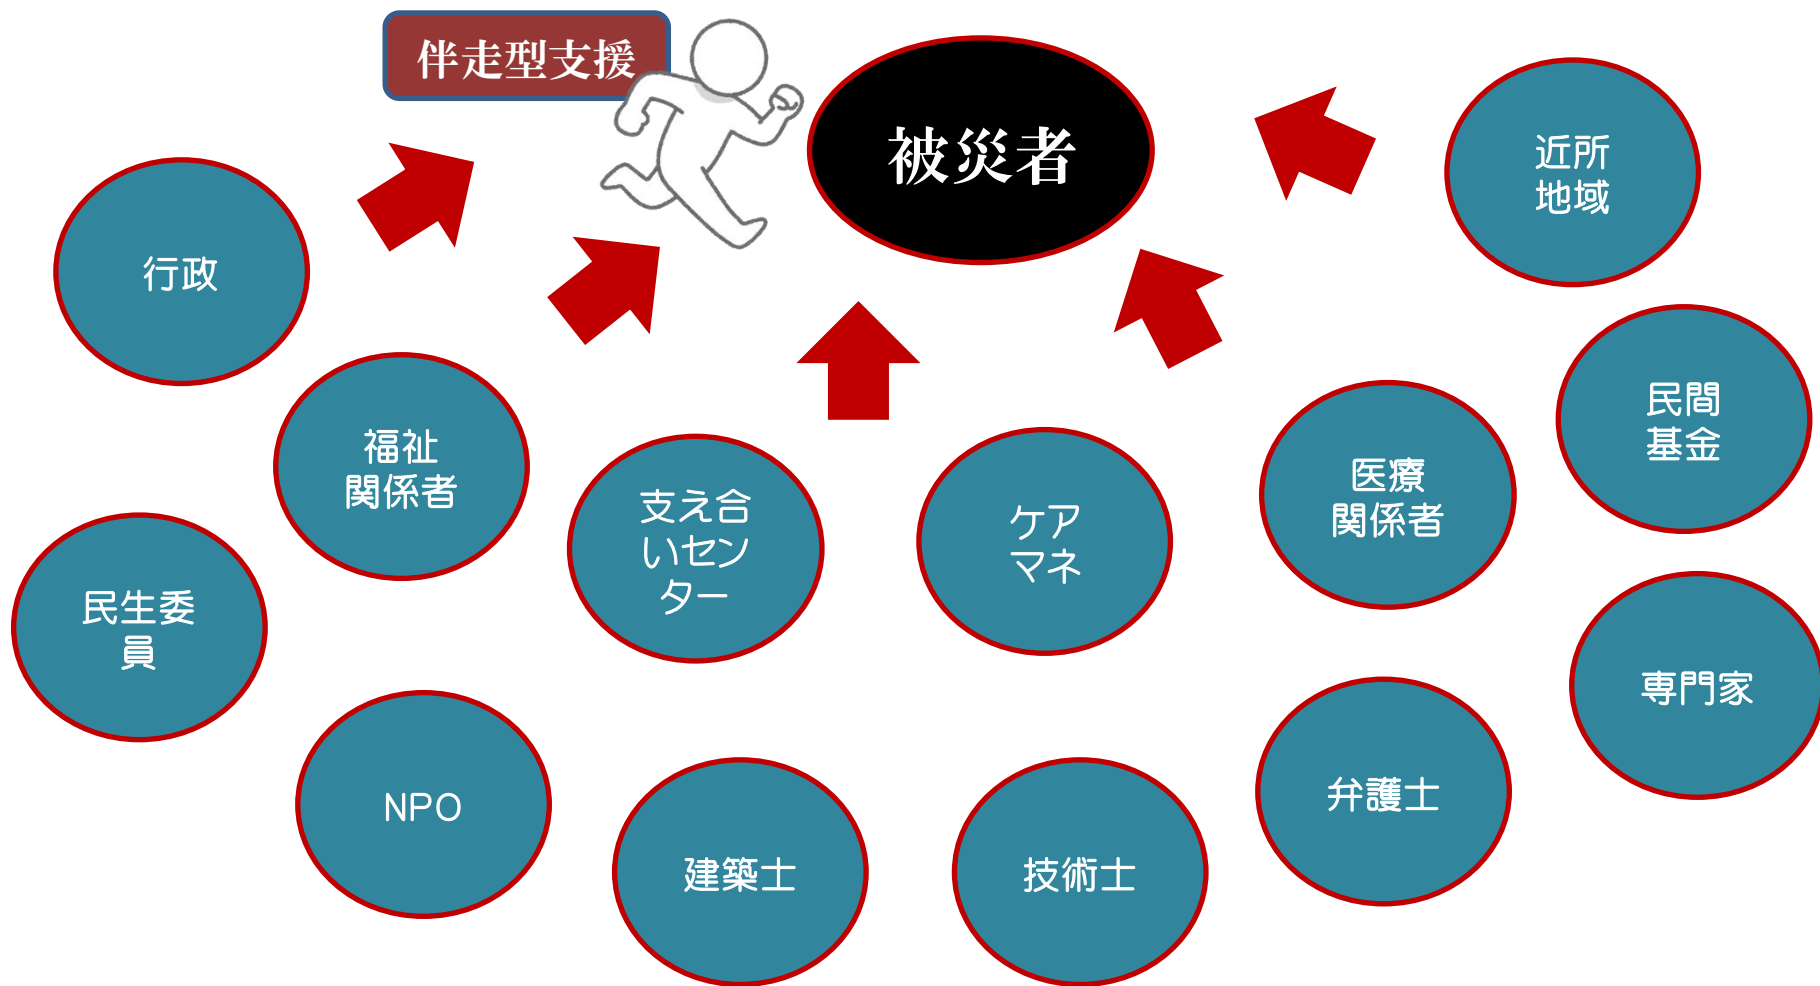 伴走型支援
被災者
近所
地域
行政
民間
基金
福祉
関係者
医療
関係者
支え合
いセン
ター
ケア
マネ
民生委
員
専門家
NPO
弁護士
建築士
技術士